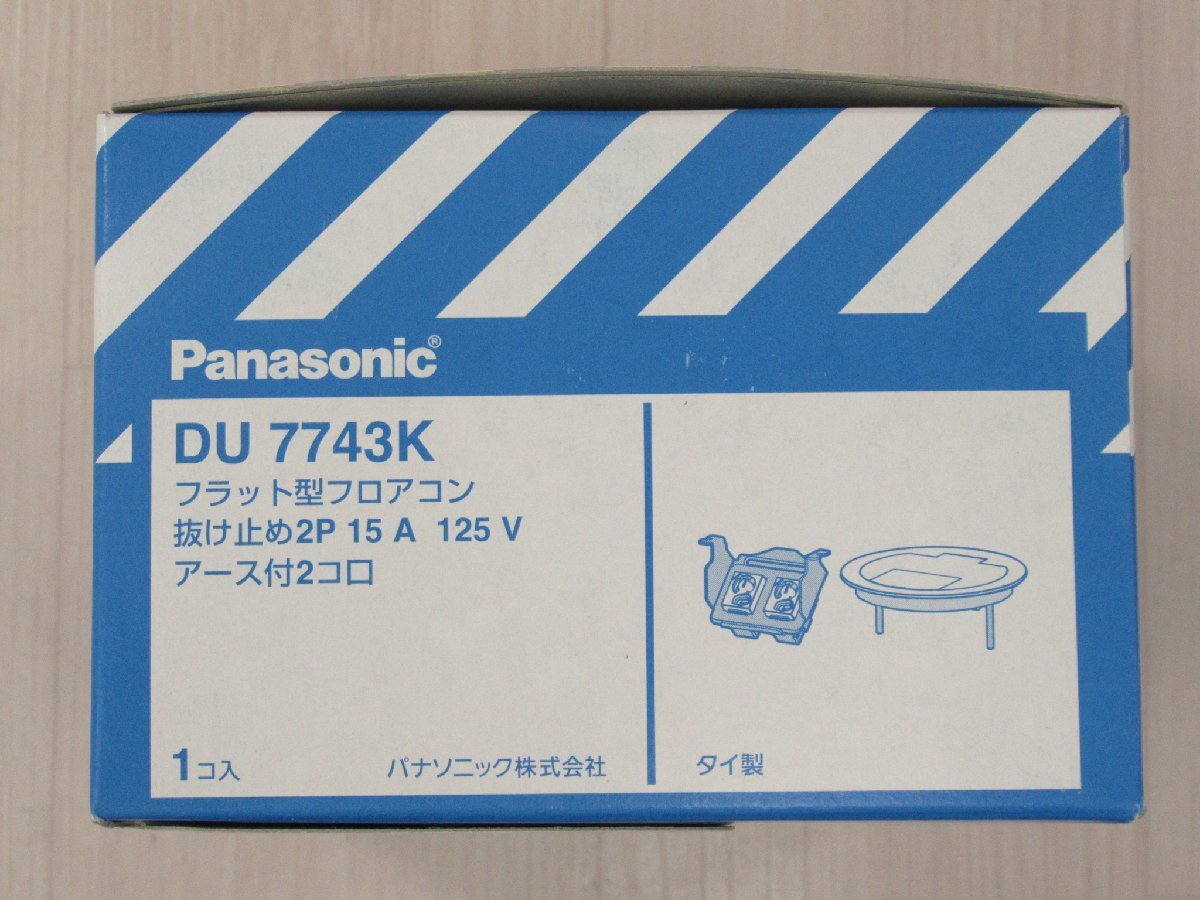 Panasonic®
DU 7743K
フラット型フロアコン
抜け止め2P 15 A 125 V
アース付2コ口
1コ入
パナソニック株式会社
タイ製